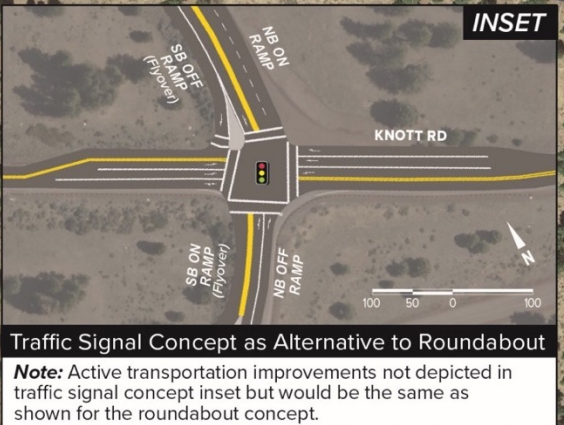 INSET
SB OFF
RAMP
(Flyover)
NB ON
RAMP
KNOTT RD
SB ON
RAMP
(Flyover)
NB OFF
RAMP
N
100 50 0 100
Traffic Signal Concept as Alternative to Roundabout
Note: Active transportation improvements not depicted in
traffic signal concept inset but would be the same as
shown for the roundabout concept.